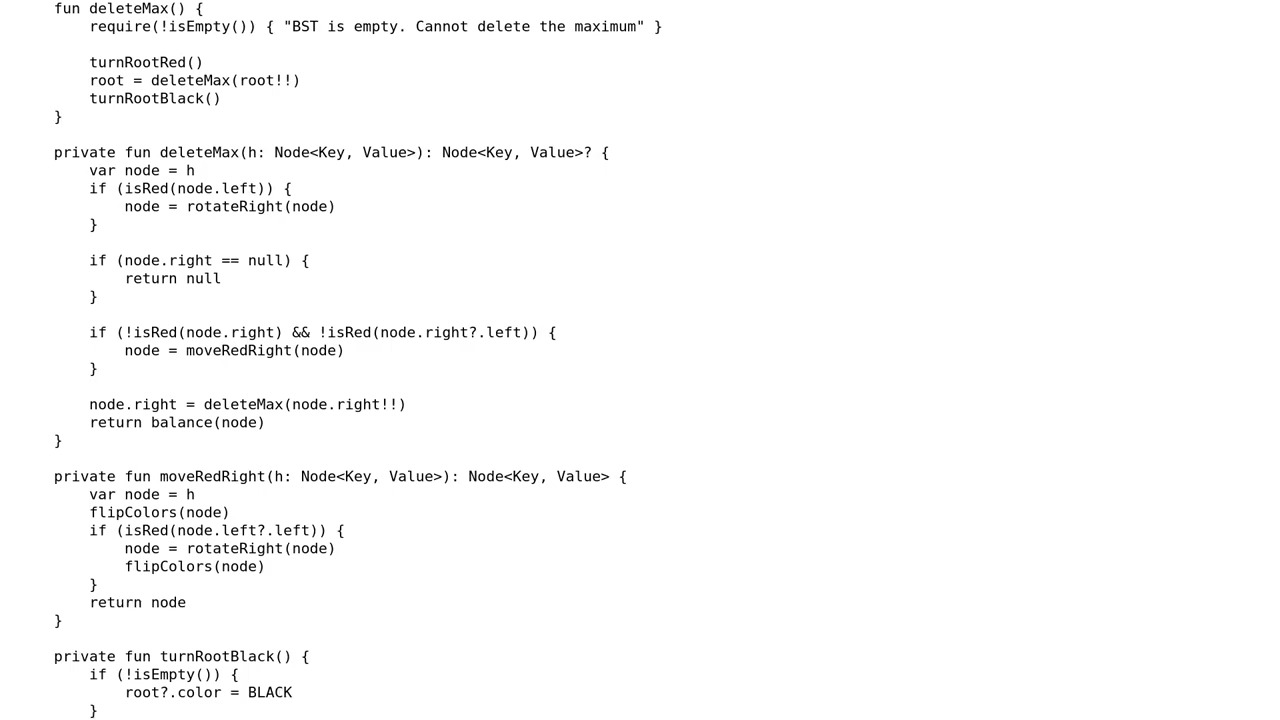 fun deleteMax() {
    require(!isEmpty()) { "BST is empty. Cannot delete the maximum" }

    turnRootRed()
    root = deleteMax(root!!)
    turnRootBlack()
}

private fun deleteMax(h: Node<Key, Value>): Node<Key, Value>? {
    var node = h
    if (isRed(node.left)) {
        node = rotateRight(node)
    }

    if (node.right == null) {
        return null
    }

    if (!isRed(node.right) && !isRed(node.right?.left)) {
        node = moveRedRight(node)
    }

    node.right = deleteMax(node.right!!)
    return balance(node)
}

private fun moveRedRight(h: Node<Key, Value>): Node<Key, Value> {
    var node = h
    flipColors(node)
    if (isRed(node.left?.left)) {
        node = rotateRight(node)
        flipColors(node)
    }
    return node
}

private fun turnRootBlack() {
    if (!isEmpty()) {
        root?.color = BLACK
    }